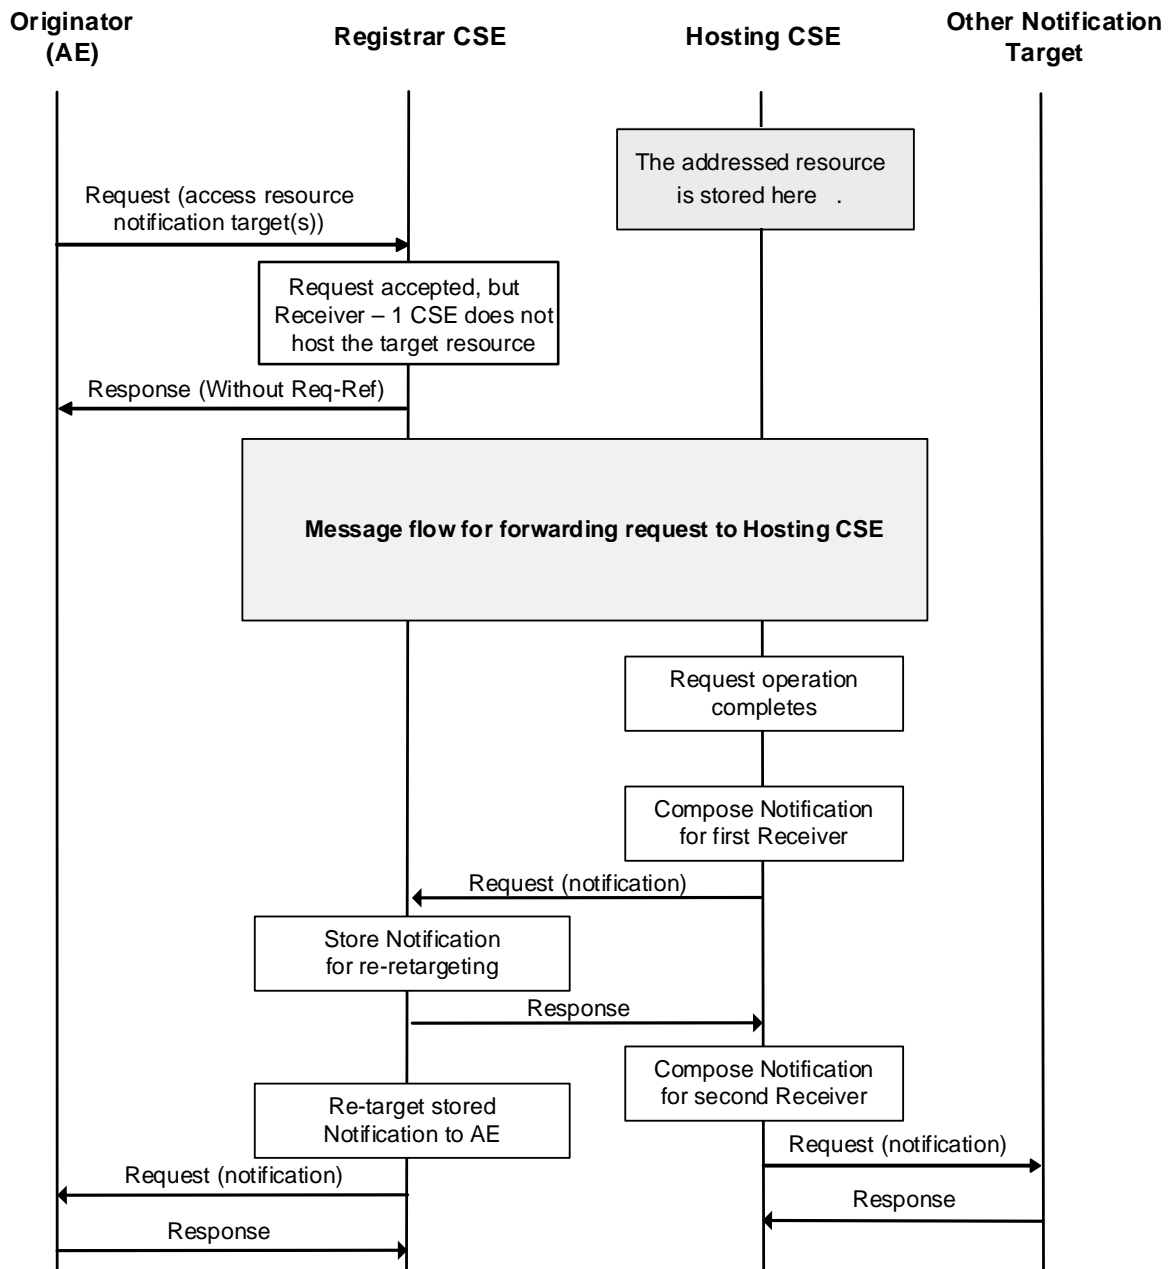 Originator
(AE)
Registrar CSE
Hosting CSE
Other Notification
Target
The addressed resource
is stored here .
Request (access resource
notification target(s))
Request accepted, but
Receiver – 1 CSE does not
host the target resource
Response (Without Req-Ref)
Message flow for forwarding request to Hosting CSE
Request operation
completes
Compose Notification
for first Receiver
Request (notification)
Store Notification
for re-retargeting
Response
Compose Notification
for second Receiver
Re-target stored
Notification to AE
Request (notification)
Request (notification)
Response
Response